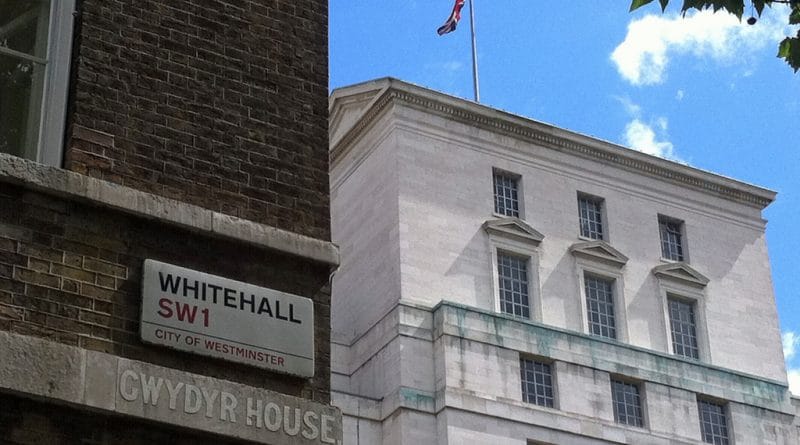 WHITEHALL
SW1
CITY OF WESTMINSTER
GWYDYR HOUSE